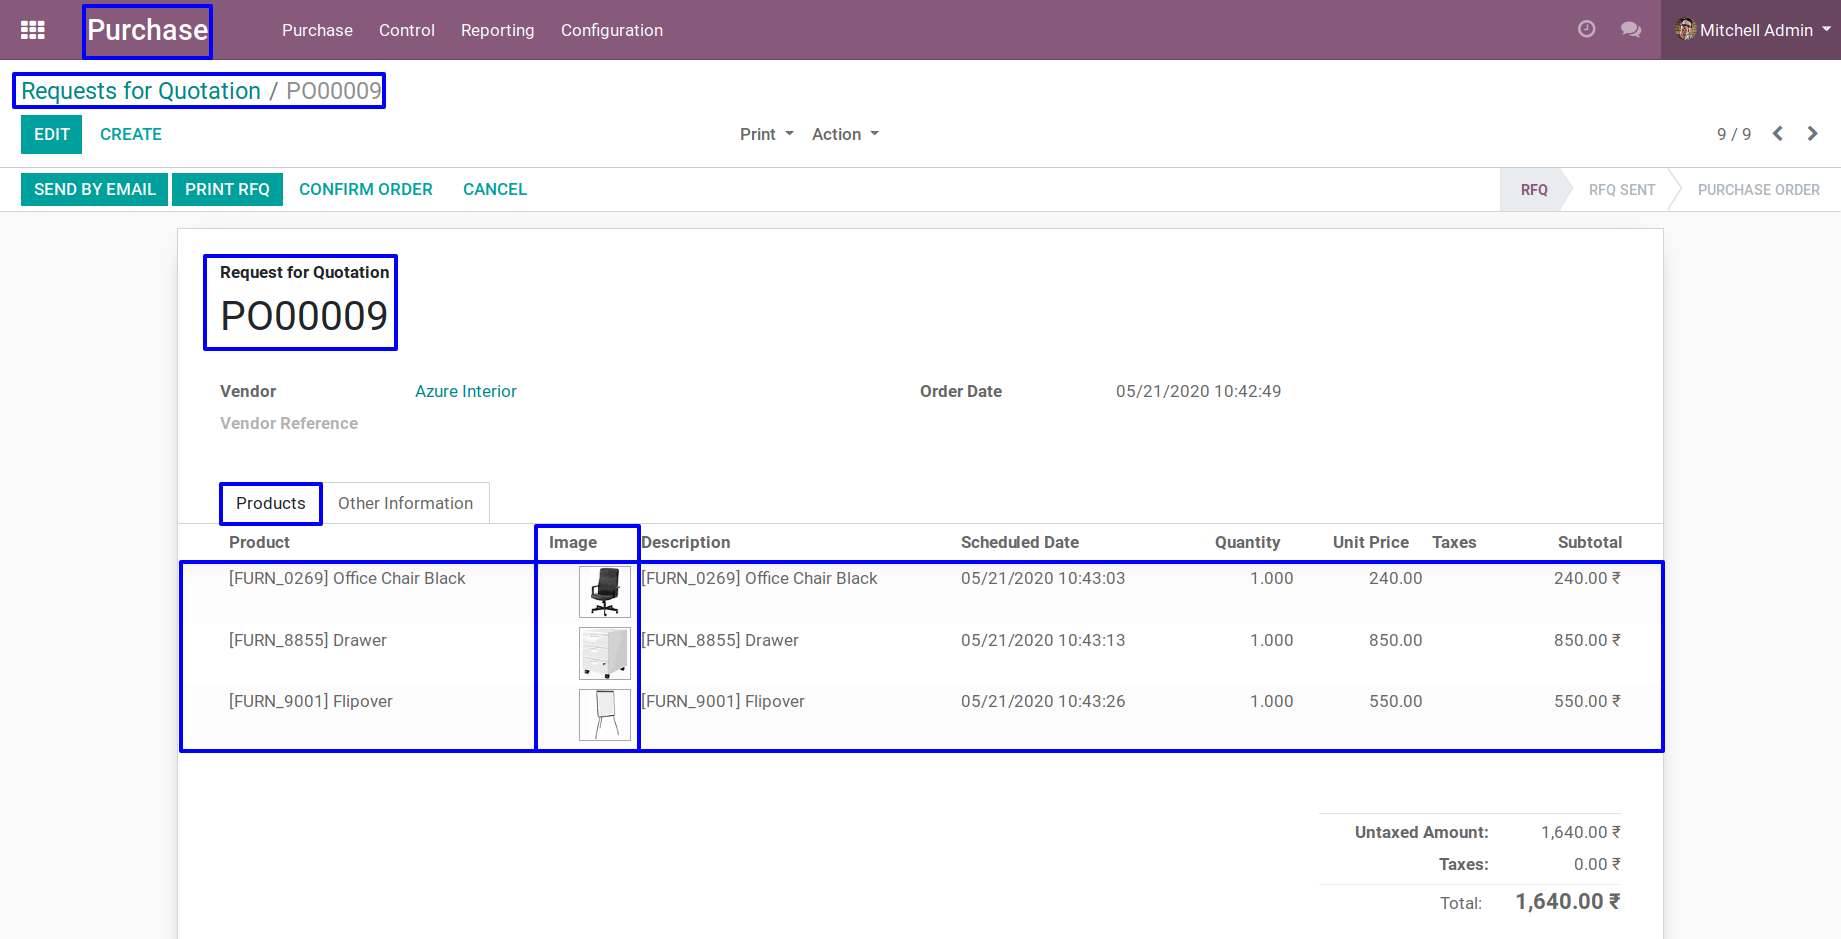 Purchase Purchase Control Reporting Configuration Mitchell Admin
Requests for Quotation / PO00009
EDIT CREATE Print Action 9 / 9
SEND BY EMAIL PRINT RFQ CONFIRM ORDER CANCEL RFQ RFQ SENT PURCHASE ORDER
Request for Quotation
PO00009
Vendor Azure Interior Order Date 05/21/2020 10:42:49
Vendor Reference
Products Other Information
Product Image Description Scheduled Date Quantity Unit Price Taxes Subtotal
[FURN_0269] Office Chair Black [FURN_0269] Office Chair Black 05/21/2020 10:43:03 1.000 240.00 240.00 ₹
[FURN_8855] Drawer [FURN_8855] Drawer 05/21/2020 10:43:13 1.000 850.00 850.00 ₹
[FURN_9001] Flipover [FURN_9001] Flipover 05/21/2020 10:43:26 1.000 550.00 550.00 ₹
Untaxed Amount: 1,640.00 ₹
Taxes: 0.00 ₹
Total: 1,640.00 ₹